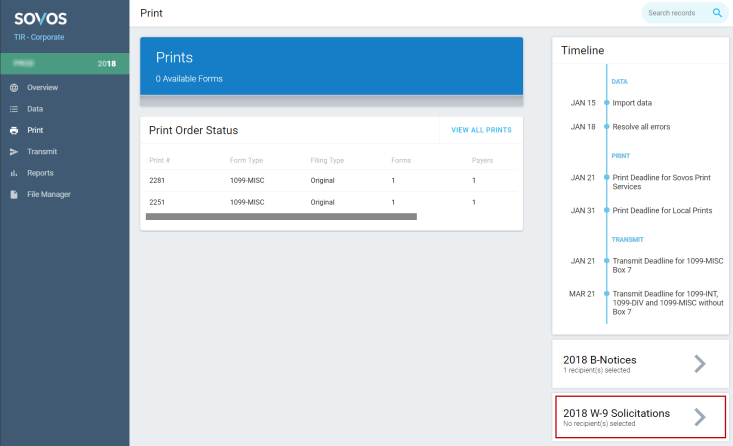 SOVOS
TIR - Corporate
2018
Overview
Data
Print
Transmit
Reports
File Manager
Print
Search records
Prints
0 Available Forms
Print Order Status
VIEW ALL PRINTS
Print # Form Type Filing Type Forms Payers
2281 1099-MISC Original 1 1
2251 1099-MISC Original 1 1
Timeline
DATA
JAN 15 Import data
JAN 18 Resolve all errors
PRINT
JAN 21 Print Deadline for Sovos Print
Services
JAN 31 Print Deadline for Local Prints
TRANSMIT
JAN 21 Transmit Deadline for 1099-MISC
Box 7
MAR 21 Transmit Deadline for 1099-INT,
1099-DIV and 1099-MISC without
Box 7
2018 B-Notices
1 recipient(s) selected
2018 W-9 Solicitations
No recipient(s) selected